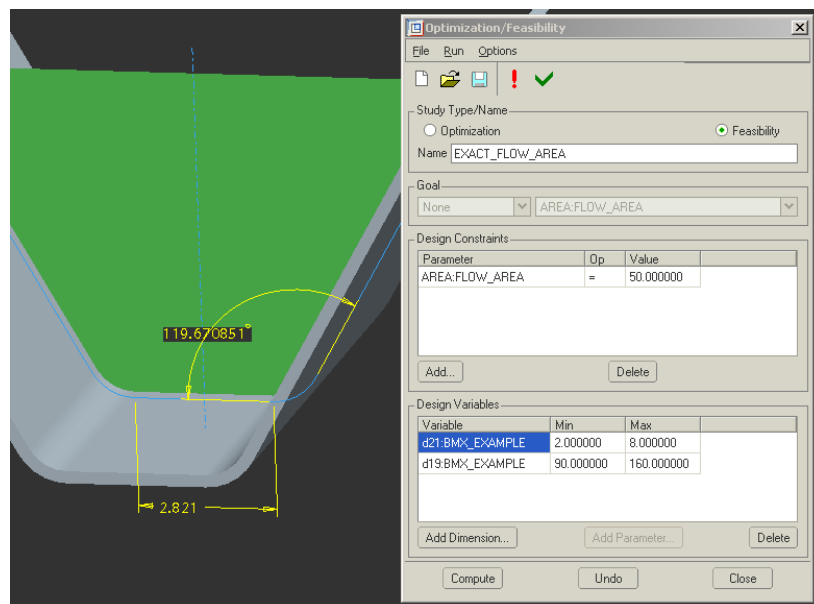 119.670851°
2.821
Optimization/Feasibility
File Run Options
Study Type/Name
Optimization Feasibility
Name EXACT_FLOW_AREA
Goal
None AREA:FLOW_AREA
Design Constraints
Parameter Op Value
AREA:FLOW_AREA = 50.000000
Add... Delete
Design Variables
Variable Min Max
d21:BMX_EXAMPLE 2.000000 8.000000
d19:BMX_EXAMPLE 90.000000 160.000000
Add Dimension... Add Parameter... Delete
Compute Undo Close